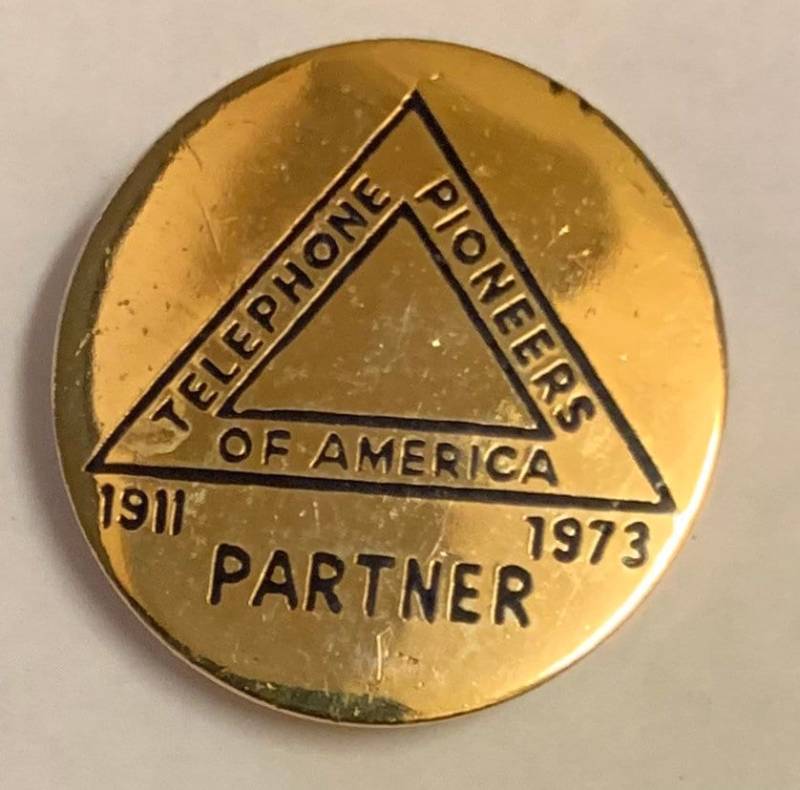 TELEPHONE
PIONEERS
OF AMERICA
1911
1973
PARTNER